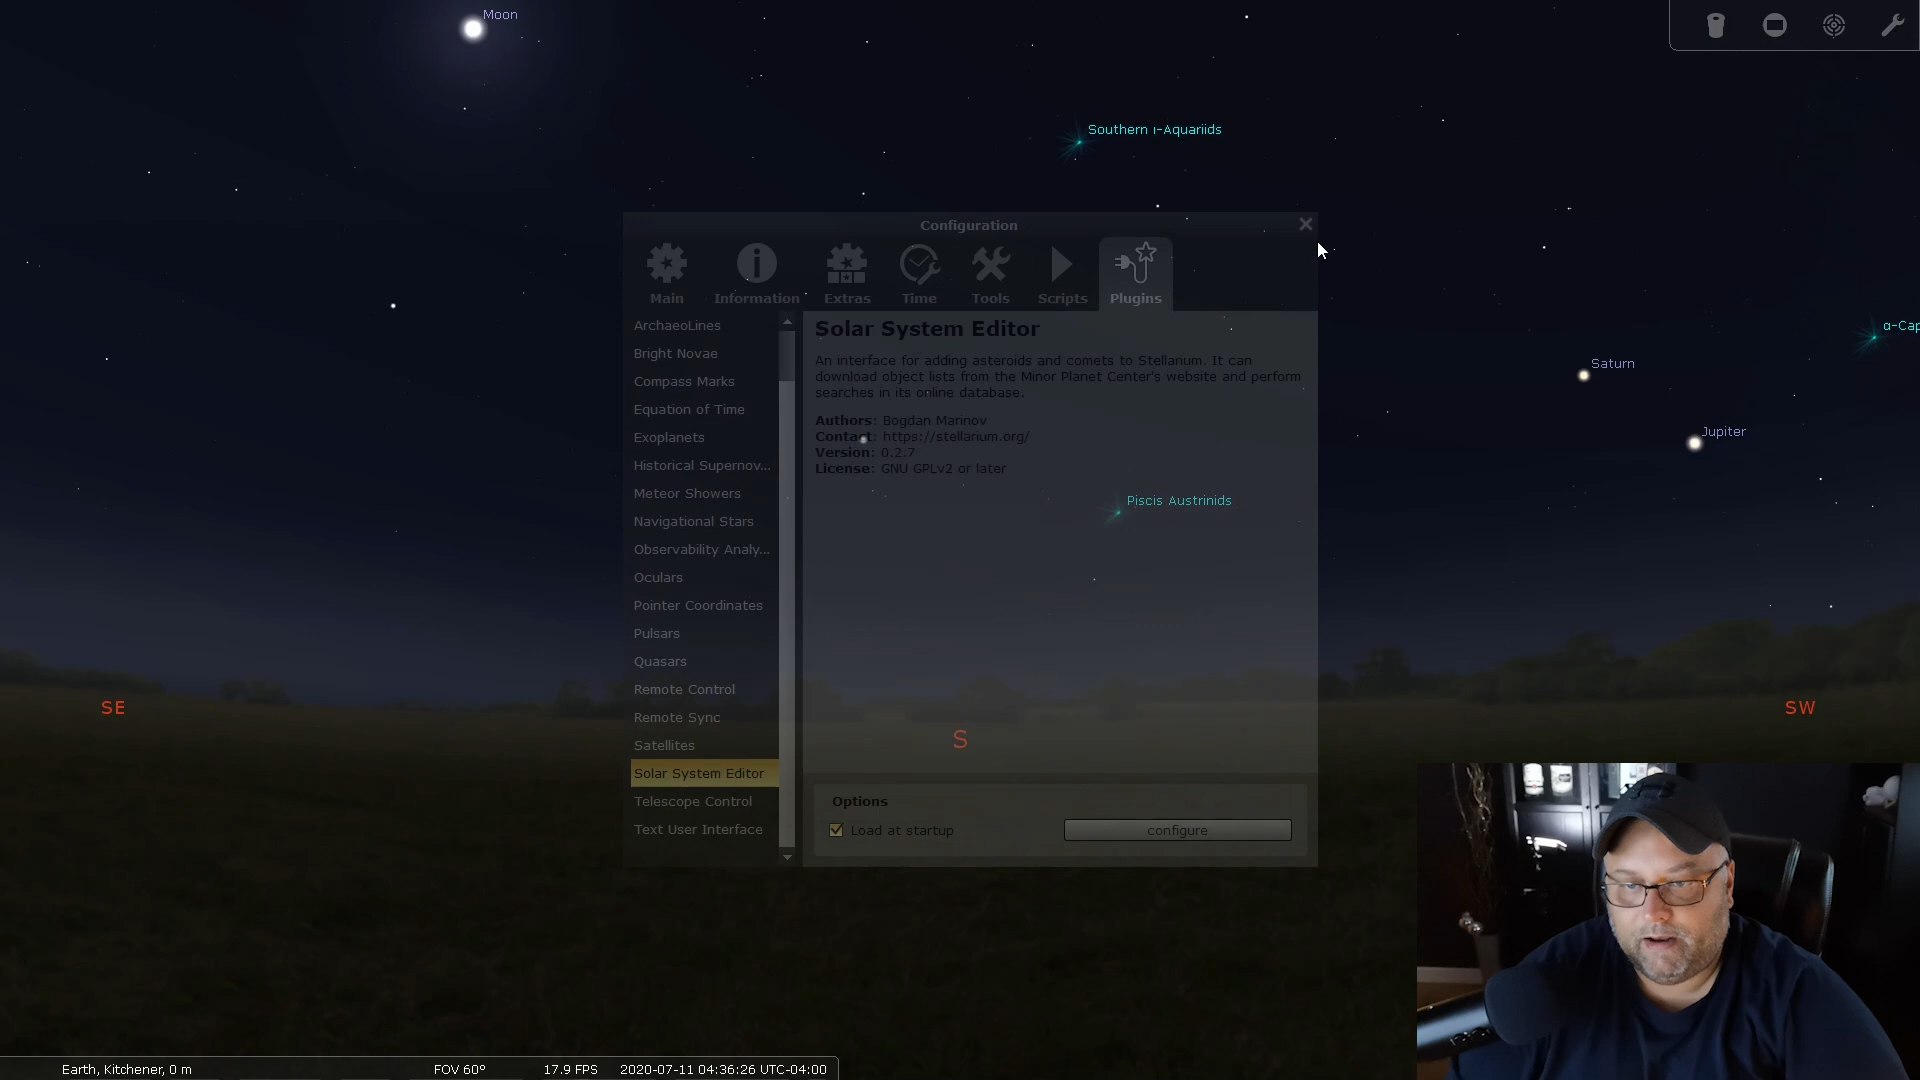 Moon
Southern ι-Aquariids
Configuration
Main
Information
Extras
Time
Tools
Scripts
Plugins
ArchaeoLines
Bright Novae
Compass Marks
Equation of Time
Exoplanets
Historical Supernov...
Meteor Showers
Navigational Stars
Observability Analy...
Oculars
Pointer Coordinates
Pulsars
Quasars
Remote Control
Remote Sync
Satellites
Solar System Editor
Telescope Control
Text User Interface
Solar System Editor
An interface for adding asteroids and comets to Stellarium. It can
download object lists from the Minor Planet Center's website and perform
searches in its online database.
Authors: Bogdan Marinov
Contact: https://stellarium.org/
Version: 0.2.7
License: GNU GPLv2 or later
Piscis Austrinids
Options
Load at startup
configure
α-Cap
Saturn
Jupiter
SE
S
SW
Earth, Kitchener, 0 m
FOV 60°
17.9 FPS
2020-07-11 04:36:26 UTC-04:00